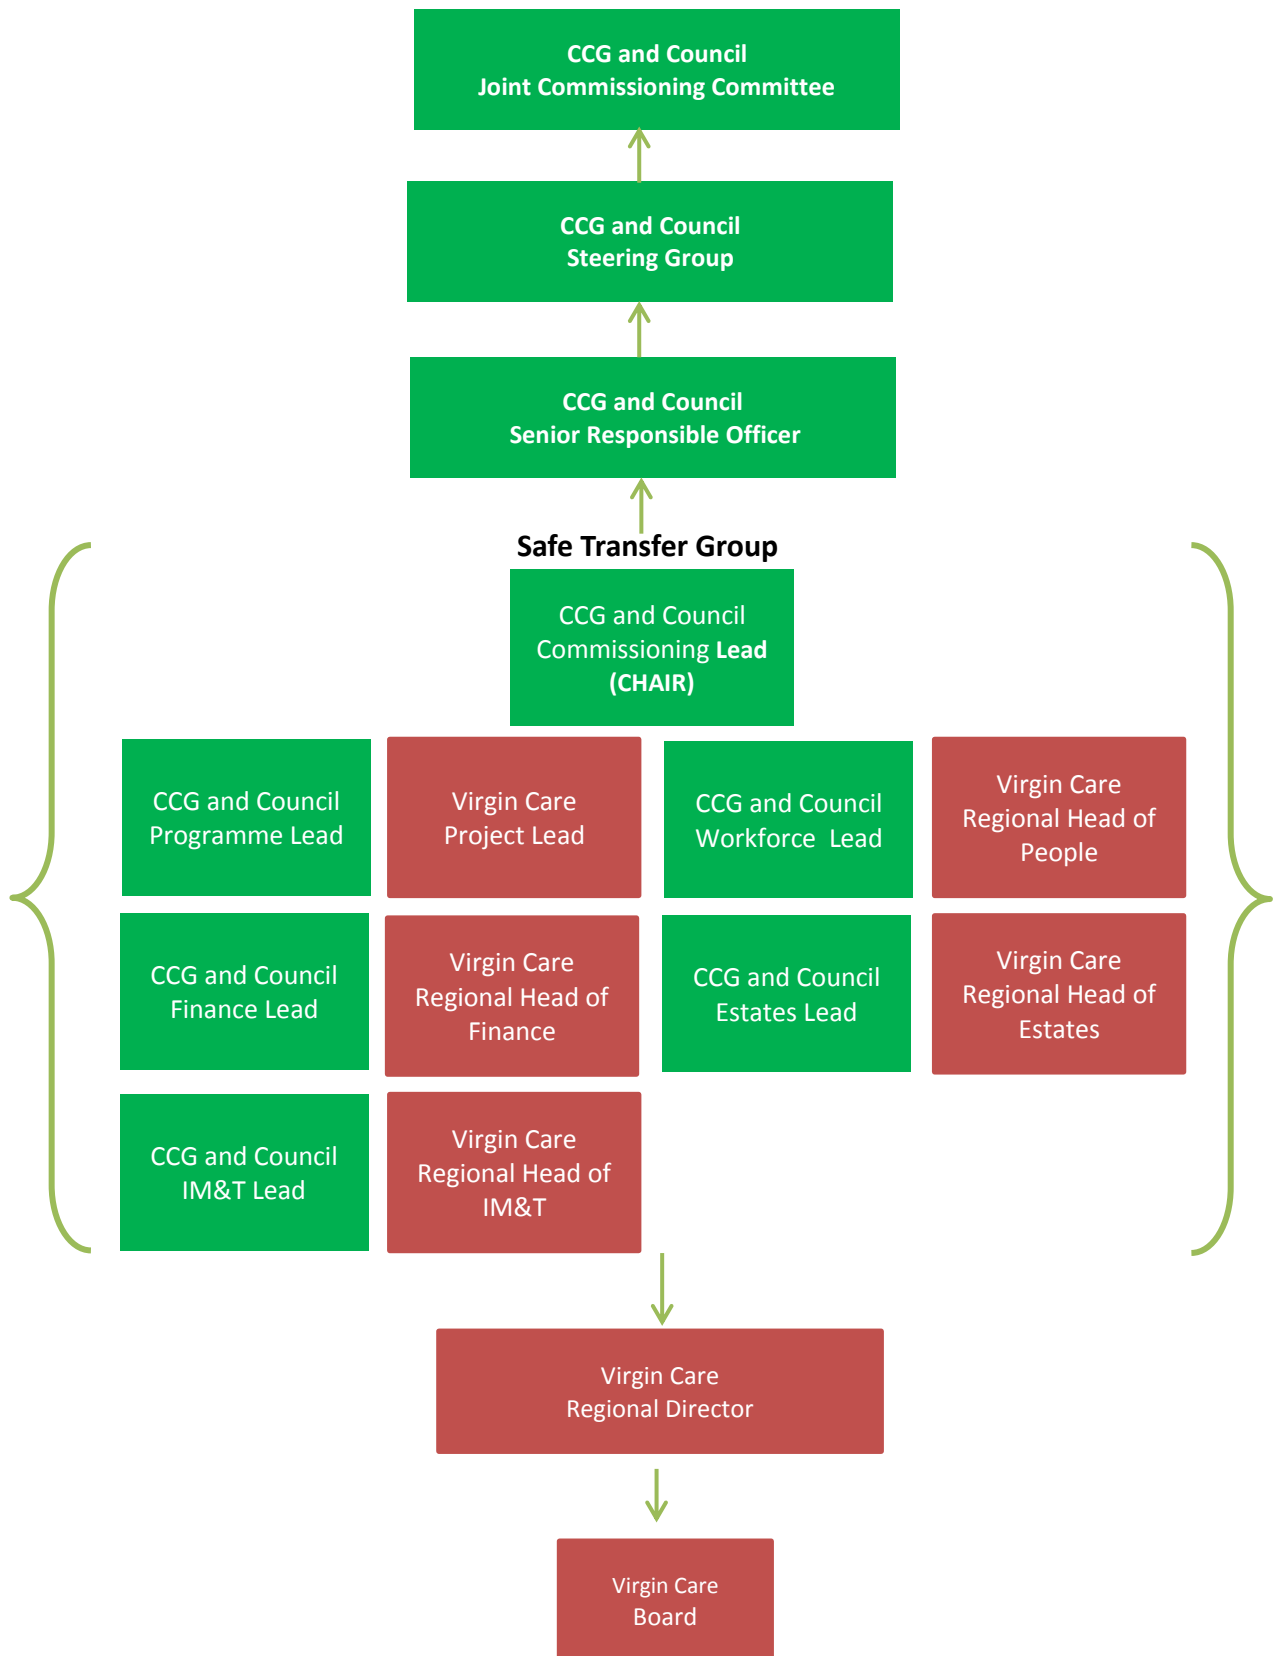 CCG and Council
Joint Commissioning Committee
CCG and Council
Steering Group
CCG and Council
Senior Responsible Officer
Safe Transfer Group
CCG and Council
Commissioning Lead
(CHAIR)
CCG and Council
Programme Lead
Virgin Care
Project Lead
CCG and Council
Workforce  Lead
Virgin Care
Regional Head of
People
CCG and Council
Finance Lead
Virgin Care
Regional Head of
Finance
CCG and Council
Estates Lead
Virgin Care
Regional Head of
Estates
CCG and Council
IM&T Lead
Virgin Care
Regional Head of
IM&T
Virgin Care
Regional Director
Virgin Care
Board